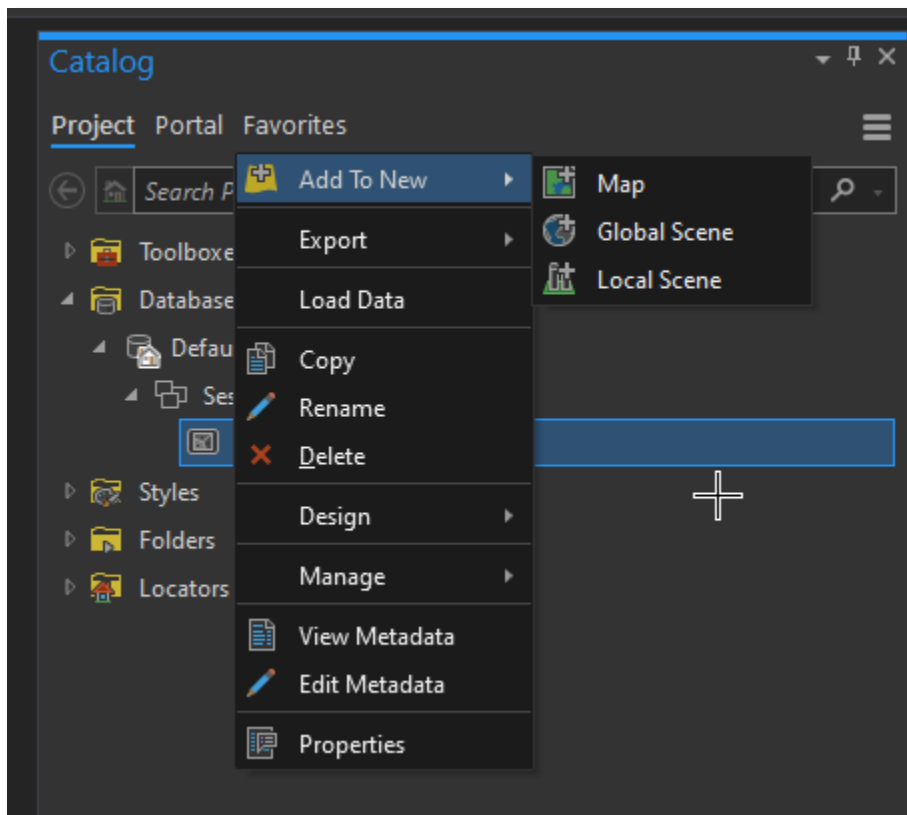 Catalog
Project Portal Favorites
Search P
Add To New
Map
Global Scene
Local Scene
Export
Load Data
Copy
Rename
Delete
Design
Manage
View Metadata
Edit Metadata
Properties
Toolboxe
Database
Defau
Ses
Styles
Folders
Locators